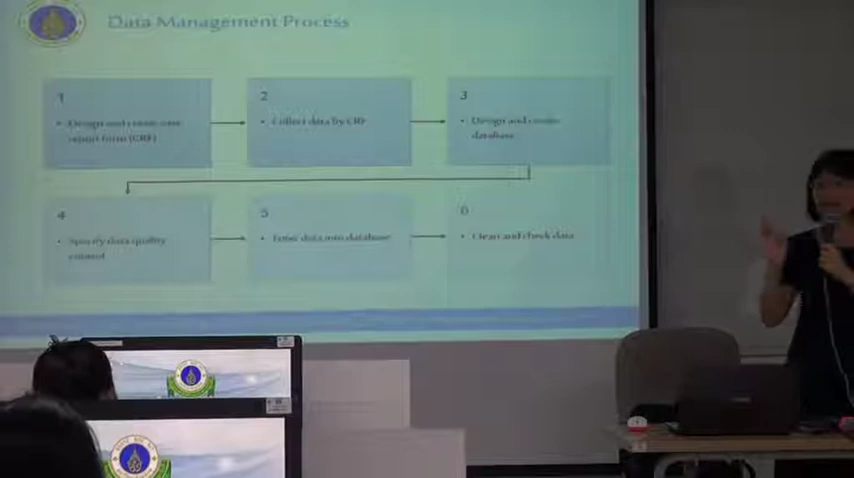 Data Management Process
1
• Design and create case
report form (CRF)
2
• Collect data by CRF
3
• Design and create
database
4
• Specify data quality
control
5
• Enter data into database
6
• Clean and check data